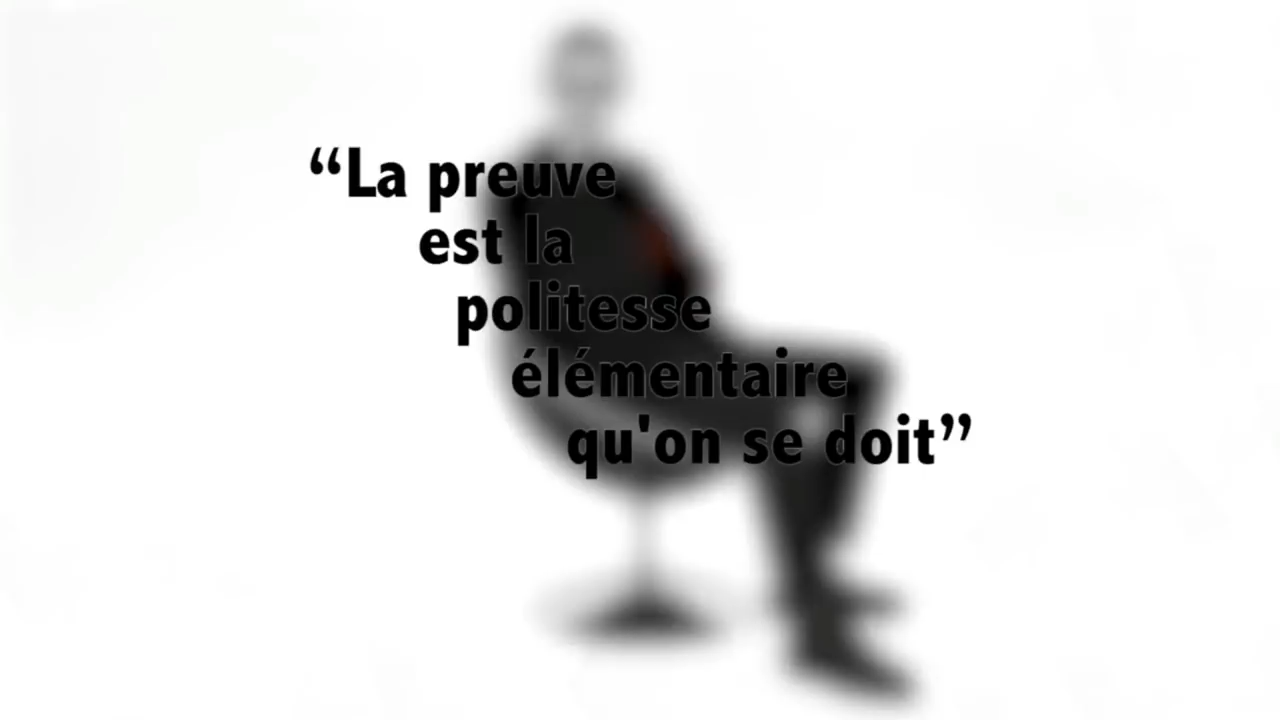 “La preuve
est la
politesse
élémentaire
qu'on se doit”